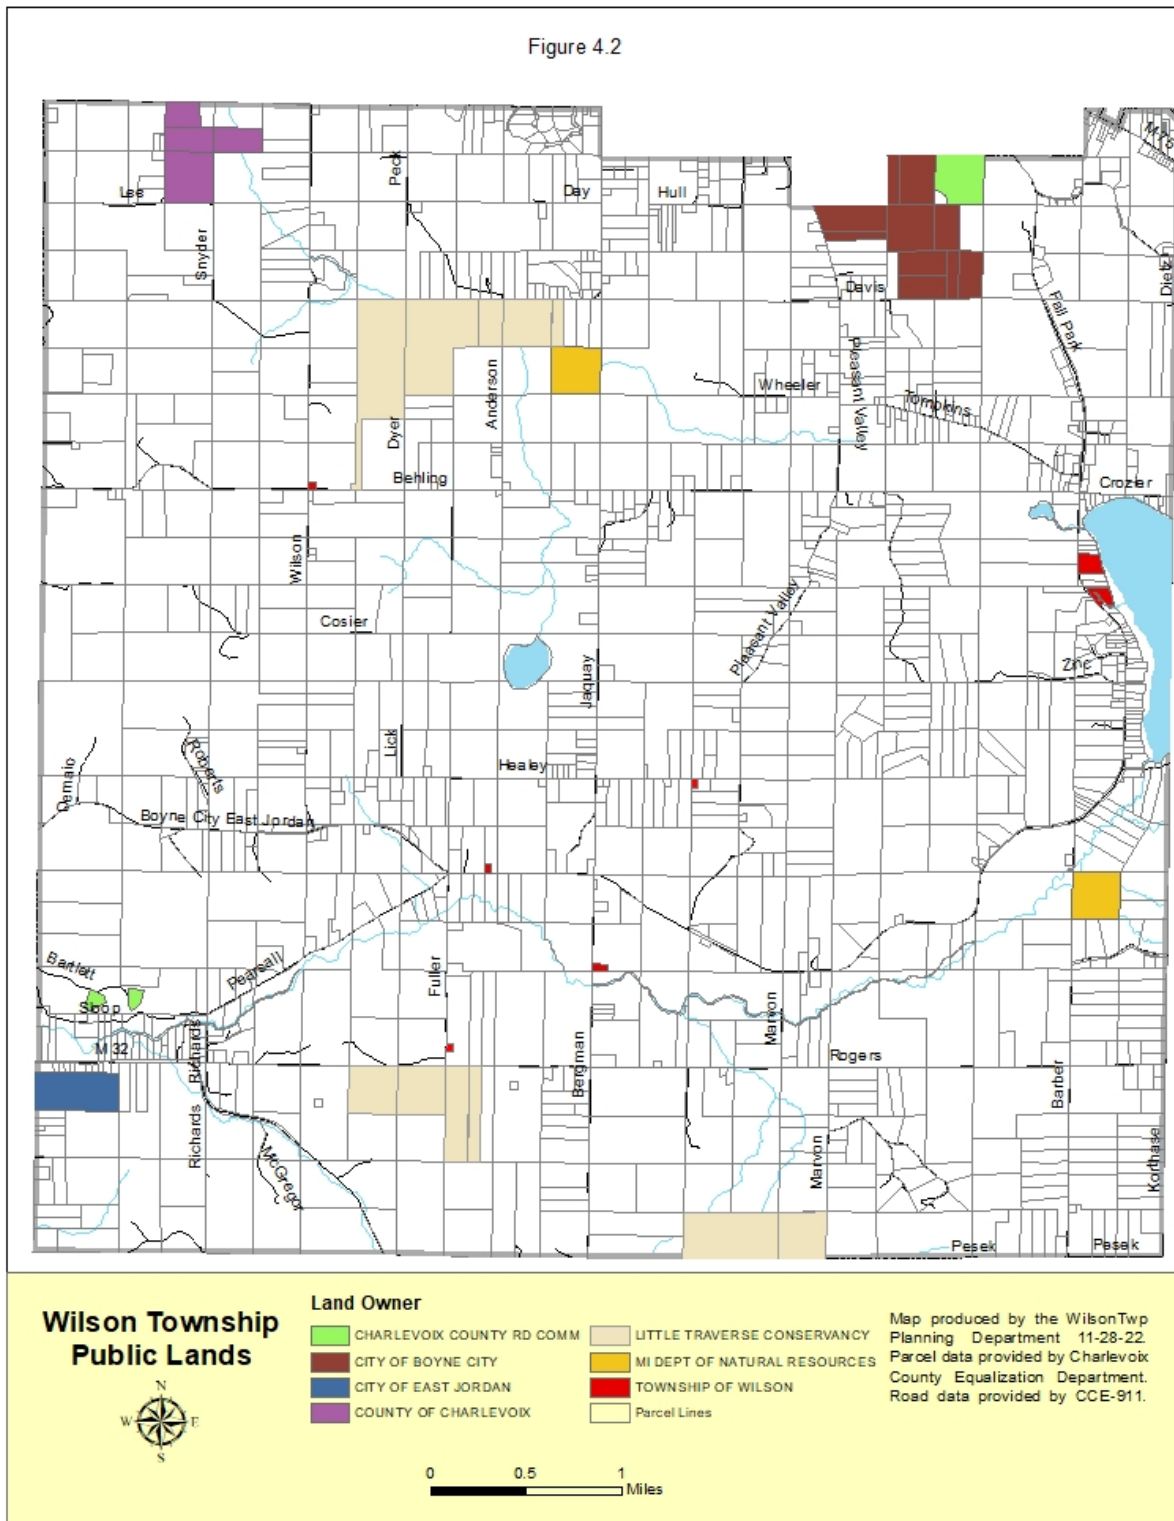 Figure 4.2
M 75
Lee
Peck
Day
Hull
Snyder
Dietz
Davis
Fall Park
Pleasant Valley
Wheeler
Anderson
Tompkins
Dyer
Behling
Crozier
Wilson
Cosier
Pleasant Valley
Zinc
Jaquay
Lick
Roberts
Demaio
Healey
Boyne City East Jordan
Bartlett
Pearsall
Fuller
Sloop
M 32
Richards
Marvon
Rogers
Bergman
Barber
Richards
McGregor
Marvon
Korthase
Pesek
Pesek
Wilson Township
Public Lands
N
W
E
S
Land Owner
CHARLEVOIX COUNTY RD COMM
CITY OF BOYNE CITY
CITY OF EAST JORDAN
COUNTY OF CHARLEVOIX
LITTLE TRAVERSE CONSERVANCY
MI DEPT OF NATURAL RESOURCES
TOWNSHIP OF WILSON
Parcel Lines
Map produced by the WilsonTwp
Planning Department 11-28-22.
Parcel data provided by Charlevoix
County Equalization Department.
Road data provided by CCE-911.
0 0.5 1
Miles